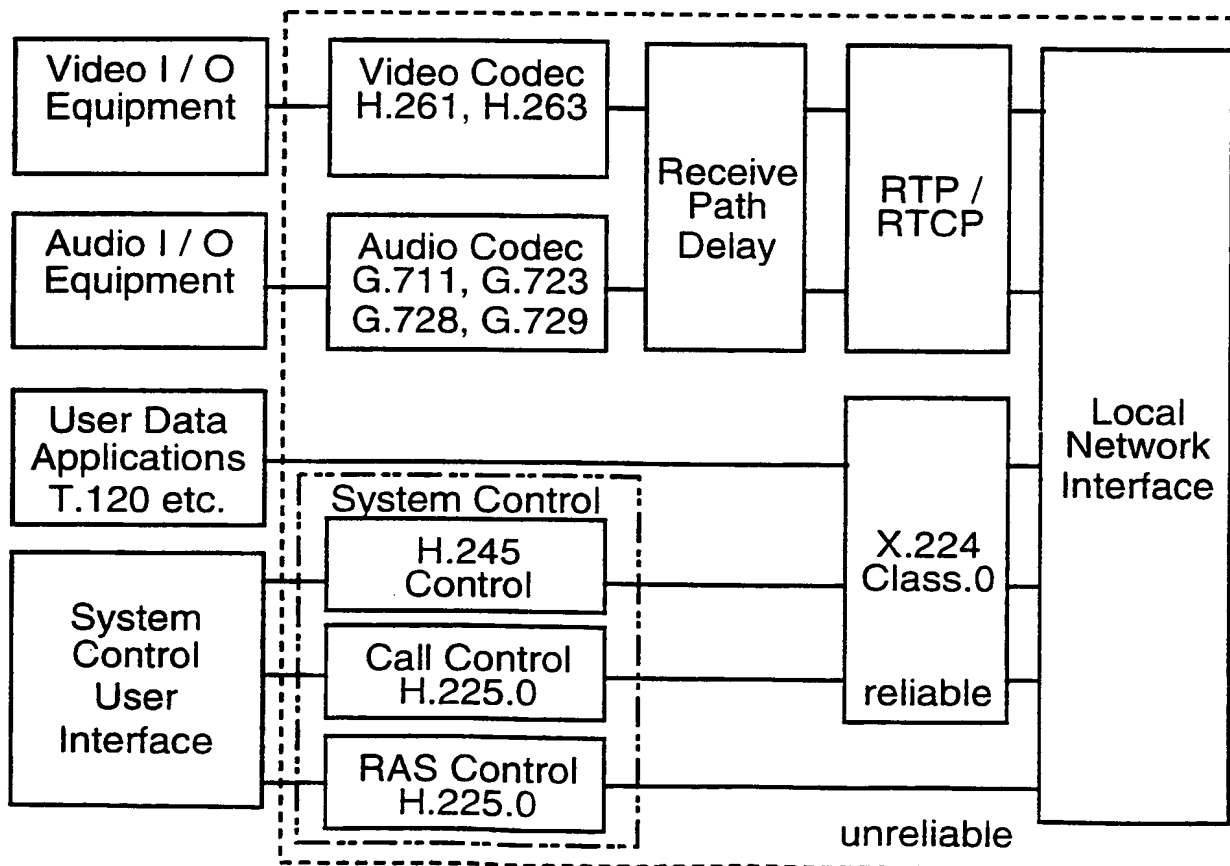 Video I / O
Equipment
Video Codec
H.261, H.263
Receive
Path
Delay
RTP /
RTCP
Audio I / O
Equipment
Audio Codec
G.711, G.723
G.728, G.729
Local
Network
Interface
User Data
Applications
T.120 etc.
System Control
H.245
Control
X.224
Class.0
reliable
System
Control
User
Interface
Call Control
H.225.0
RAS Control
H.225.0
unreliable